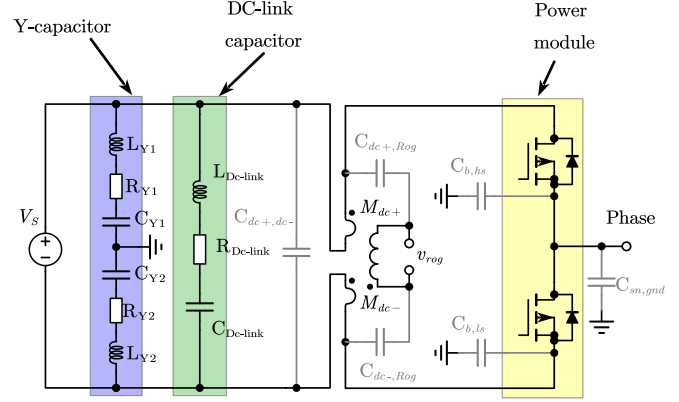 Y-capacitor
DC-link
capacitor
Power
module
L_Y1
R_Y1
C_Y1
C_Y2
R_Y2
L_Y2
V_S
L_Dc-link
R_Dc-link
C_Dc-link
C_dc+,dc-
C_dc+,Rog
M_dc+
v_rog
M_dc-
C_dc-,Rog
C_b,hs
C_b,ls
Phase
C_sn,gnd